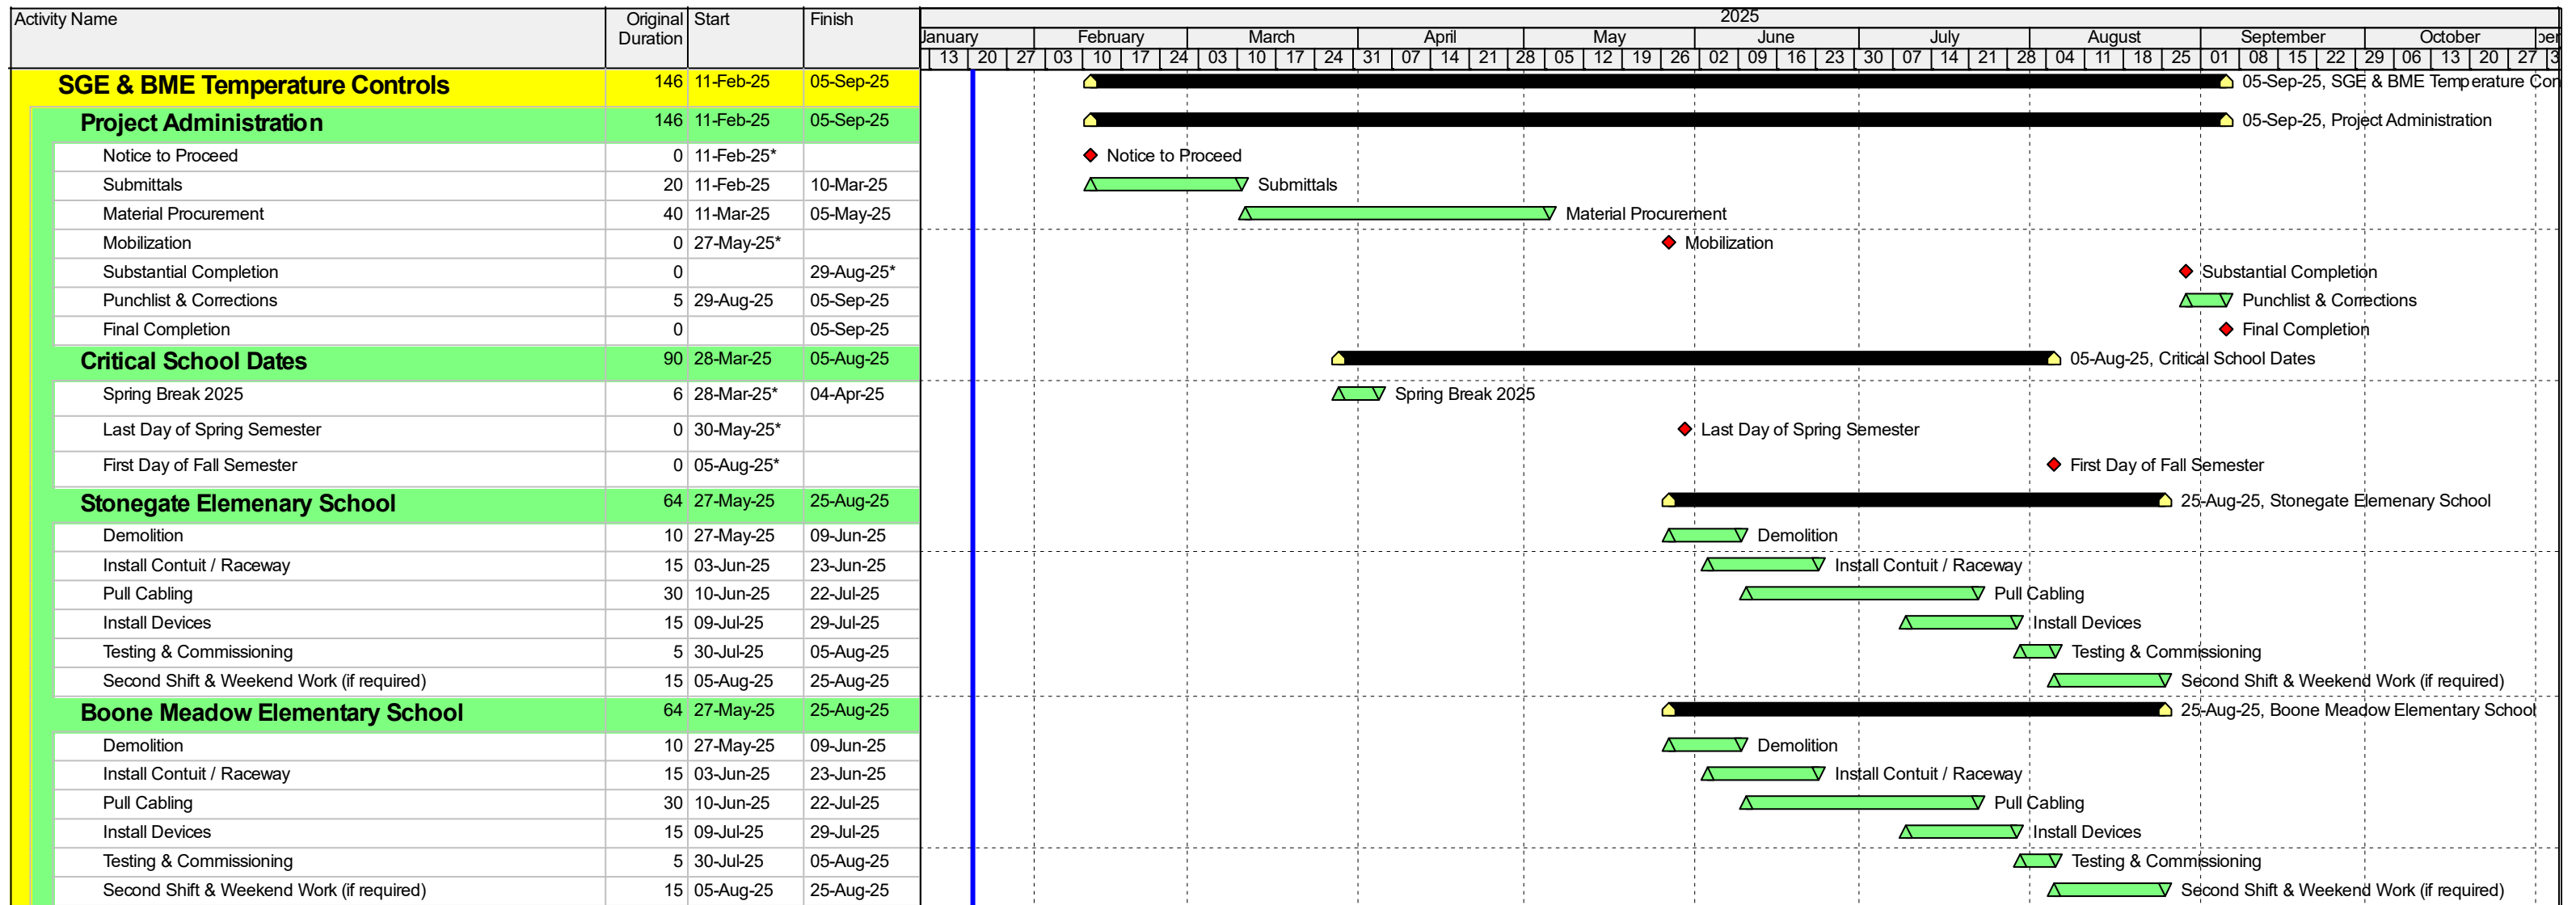 Activity Name Original Duration Start Finish
2025
January February March April May June July August September October
13 20 27 03 10 17 24 03 10 17 24 31 07 14 21 28 05 12 19 26 02 09 16 23 30 07 14 21 28 04 11 18 25 01 08 15 22 29 06 13 20 27
SGE & BME Temperature Controls 146 11-Feb-25 05-Sep-25 05-Sep-25, SGE & BME Temperature Con
Project Administration 146 11-Feb-25 05-Sep-25 05-Sep-25, Project Administration
Notice to Proceed 0 11-Feb-25* Notice to Proceed
Submittals 20 11-Feb-25 10-Mar-25 Submittals
Material Procurement 40 11-Mar-25 05-May-25 Material Procurement
Mobilization 0 27-May-25* Mobilization
Substantial Completion 0 29-Aug-25* Substantial Completion
Punchlist & Corrections 5 29-Aug-25 05-Sep-25 Punchlist & Corrections
Final Completion 0 05-Sep-25 Final Completion
Critical School Dates 90 28-Mar-25 05-Aug-25 05-Aug-25, Critical School Dates
Spring Break 2025 6 28-Mar-25* 04-Apr-25 Spring Break 2025
Last Day of Spring Semester 0 30-May-25* Last Day of Spring Semester
First Day of Fall Semester 0 05-Aug-25* First Day of Fall Semester
Stonegate Elemenary School 64 27-May-25 25-Aug-25 25-Aug-25, Stonegate Elemenary School
Demolition 10 27-May-25 09-Jun-25 Demolition
Install Contuit / Raceway 15 03-Jun-25 23-Jun-25 Install Contuit / Raceway
Pull Cabling 30 10-Jun-25 22-Jul-25 Pull Cabling
Install Devices 15 09-Jul-25 29-Jul-25 Install Devices
Testing & Commissioning 5 30-Jul-25 05-Aug-25 Testing & Commissioning
Second Shift & Weekend Work (if required) 15 05-Aug-25 25-Aug-25 Second Shift & Weekend Work (if required)
Boone Meadow Elementary School 64 27-May-25 25-Aug-25 25-Aug-25, Boone Meadow Elementary School
Demolition 10 27-May-25 09-Jun-25 Demolition
Install Contuit / Raceway 15 03-Jun-25 23-Jun-25 Install Contuit / Raceway
Pull Cabling 30 10-Jun-25 22-Jul-25 Pull Cabling
Install Devices 15 09-Jul-25 29-Jul-25 Install Devices
Testing & Commissioning 5 30-Jul-25 05-Aug-25 Testing & Commissioning
Second Shift & Weekend Work (if required) 15 05-Aug-25 25-Aug-25 Second Shift & Weekend Work (if required)